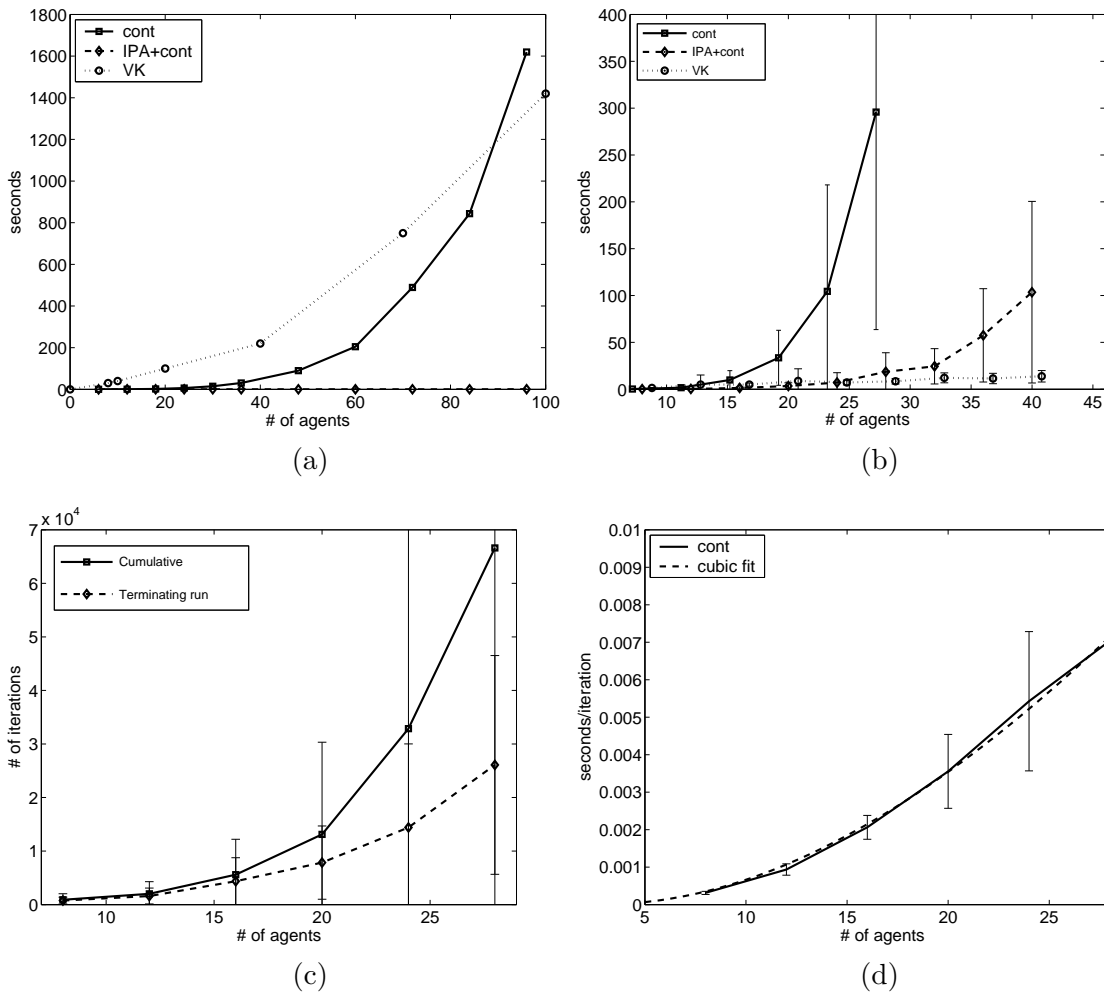 1800
1600
1400
1200
1000
800
600
400
200
0
seconds
cont
IPA+cont
VK
0 20 40 60 80 100
# of agents
(a)
400
350
300
250
200
150
100
50
0
seconds
cont
IPA+cont
VK
10 15 20 25 30 35 40 45
# of agents
(b)
x 10^4
7
6
5
4
3
2
1
0
# of iterations
Cumulative
Terminating run
10 15 20 25
# of agents
(c)
0.01
0.009
0.008
0.007
0.006
0.005
0.004
0.003
0.002
0.001
0
seconds/iteration
cont
cubic fit
5 10 15 20 25
# of agents
(d)